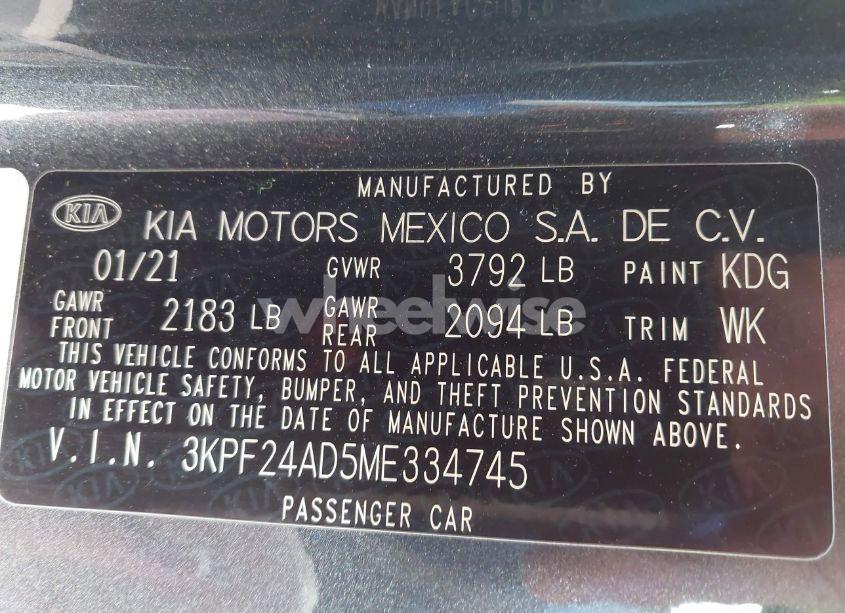 MANUFACTURED BY
KIA KIA MOTORS MEXICO S.A. DE C.V.
01/21 GVWR 3792 LB PAINT KDG
GAWR FRONT 2183 LB GAWR REAR 2094 LB TRIM WK
wheelwise
THIS VEHICLE CONFORMS TO ALL APPLICABLE U.S.A. FEDERAL
MOTOR VEHICLE SAFETY, BUMPER, AND THEFT PREVENTION STANDARDS
IN EFFECT ON THE DATE OF MANUFACTURE SHOWN ABOVE.
V.I.N. 3KPF24AD5ME334745
PASSENGER CAR